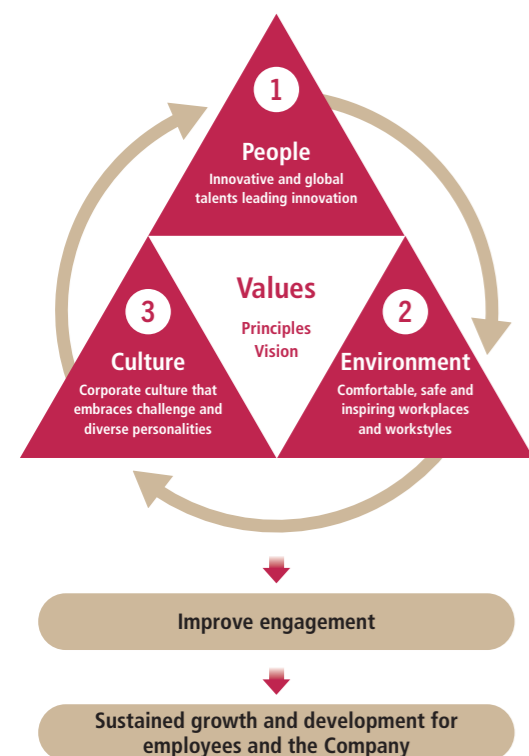 1
People
Innovative and global
talents leading innovation
Values
Principles
Vision
2
Environment
Comfortable, safe and
inspiring workplaces
and workstyles
3
Culture
Corporate culture that
embraces challenge and
diverse personalities
Improve engagement
Sustained growth and development for
employees and the Company